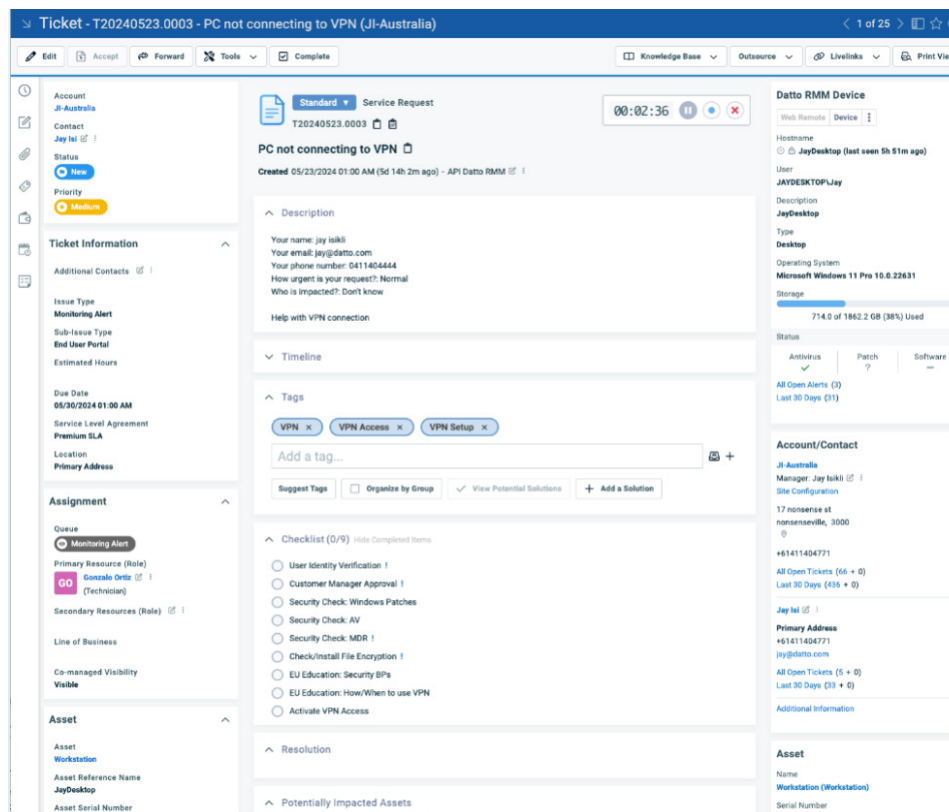 Ticket - T20240523.0003 - PC not connecting to VPN (JI-Australia)
1 of 25
Edit
Accept
Forward
Tools
Complete
Knowledge Base
Outsource
Livelinks
Print Vie
Account
JI-Australia
Contact
Jay Isi
Status
New
Priority
Medium
Ticket Information
Additional Contacts
Issue Type
Monitoring Alert
Sub-Issue Type
End User Portal
Estimated Hours
Due Date
05/30/2024 01:00 AM
Service Level Agreement
Premium SLA
Location
Primary Address
Assignment
Queue
Monitoring Alert
Primary Resource (Role)
GO
Gonzalo Ortiz
(Technician)
Secondary Resources (Role)
Line of Business
Co-managed Visibility
Visible
Asset
Asset
Workstation
Asset Reference Name
JayDesktop
Asset Serial Number
Standard
Service Request
T20240523.0003
00:02:36
PC not connecting to VPN
Created 05/23/2024 01:00 AM (5d 14h 2m ago) - API Datto RMM
Description
Your name: jay isikli
Your email: jay@datto.com
Your phone number: 0411404444
How urgent is your request?: Normal
Who is impacted?: Don't know
Help with VPN connection
Timeline
Tags
VPN ×
VPN Access ×
VPN Setup ×
Add a tag...
Suggest Tags
Organize by Group
View Potential Solutions
Add a Solution
Checklist (0/9) Hide Completed Items
User Identity Verification !
Customer Manager Approval !
Security Check: Windows Patches
Security Check: AV
Security Check: MDR !
Check/Install File Encryption !
EU Education: Security BPs
EU Education: How/When to use VPN
Activate VPN Access
Resolution
Potentially Impacted Assets
Datto RMM Device
Web Remote
Device
Hostname
JayDesktop (last seen 5h 51m ago)
User
JAYDESKTOP\Jay
Description
JayDesktop
Type
Desktop
Operating System
Microsoft Windows 11 Pro 10.0.22631
Storage
714.0 of 1862.2 GB (38%) Used
Status
Antivirus
Patch
?
Software
All Open Alerts (3)
Last 30 Days (31)
Account/Contact
JI-Australia
Manager: Jay Isikli
Site Configuration
17 nonsense st
nonsenseville, 3000
+61411404771
All Open Tickets (66 + 0)
Last 30 Days (436 + 0)
Jay Isi
Primary Address
+61411404771
jay@datto.com
All Open Tickets (5 + 0)
Last 30 Days (33 + 0)
Additional Information
Asset
Name
Workstation (Workstation)
Serial Number